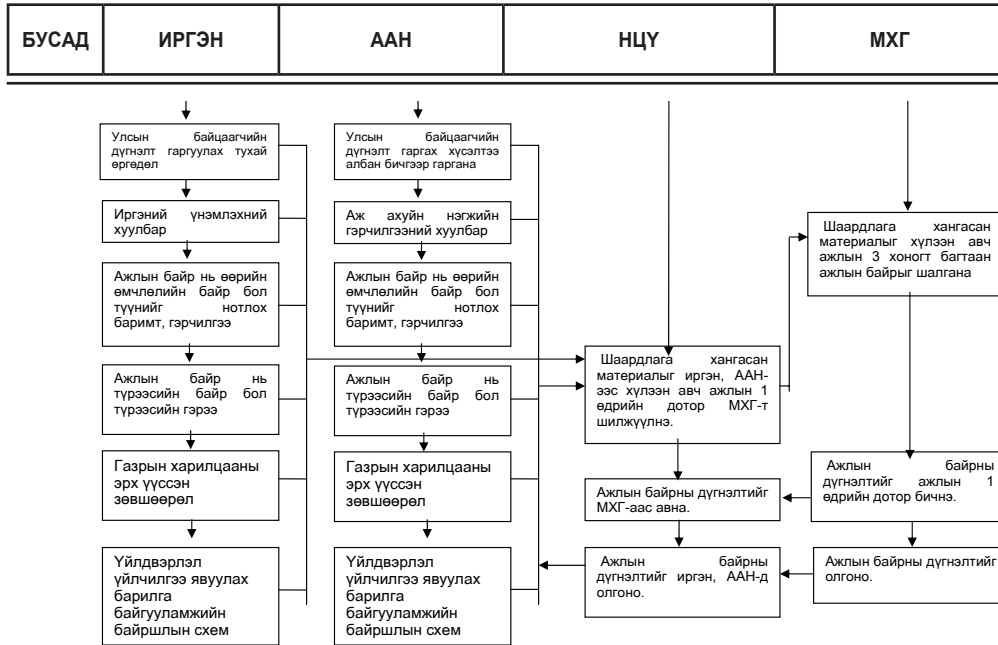 БУСАД
ИРГЭН
ААН
НЦҮ
МХГ
Улсын байцаагчийн
дүгнэлт гаргуулах тухай
өргөдөл
Иргэний үнэмлэхний
хуулбар
Ажлын байр нь өөрийн
өмчлөлийн байр бол
түүнийг нотлох
баримт, гэрчилгээ
Ажлын байр нь
түрээсийн байр бол
түрээсийн гэрээ
Газрын харилцааны
эрх үүссэн
зөвшөөрөл
Үйлдвэрлэл
үйлчилгээ явуулах
барилга
байгууламжийн
байршлын схем
Улсын байцаагчийн
дүгнэлт гаргах хүсэлтээ
албан бичгээр гаргана
Аж ахуйн нэгжийн
гэрчилгээний хуулбар
Ажлын байр нь өөрийн
өмчлөлийн байр бол
түүнийг нотлох
баримт, гэрчилгээ
Ажлын байр нь
түрээсийн байр бол
түрээсийн гэрээ
Газрын харилцааны
эрх үүссэн
зөвшөөрөл
Үйлдвэрлэл
үйлчилгээ явуулах
барилга
байгууламжийн
байршлын схем
Шаардлага хангасан
материалыг иргэн, ААН-
ээс хүлээн авч ажлын 1
өдрийн дотор МХГ-т
шилжүүлнэ.
Ажлын байрны дүгнэлтийг
МХГ-аас авна.
Ажлын байрны
дүгнэлтийг иргэн, ААН-д
олгоно.
Шаардлага хангасан
материалыг хүлээн авч
ажлын 3 хоногт багтаан
ажлын байрыг шалгана
Ажлын байрны
дүгнэлтийг ажлын 1
өдрийн дотор бичнэ.
Ажлын байрны дүгнэлтийг
олгоно.